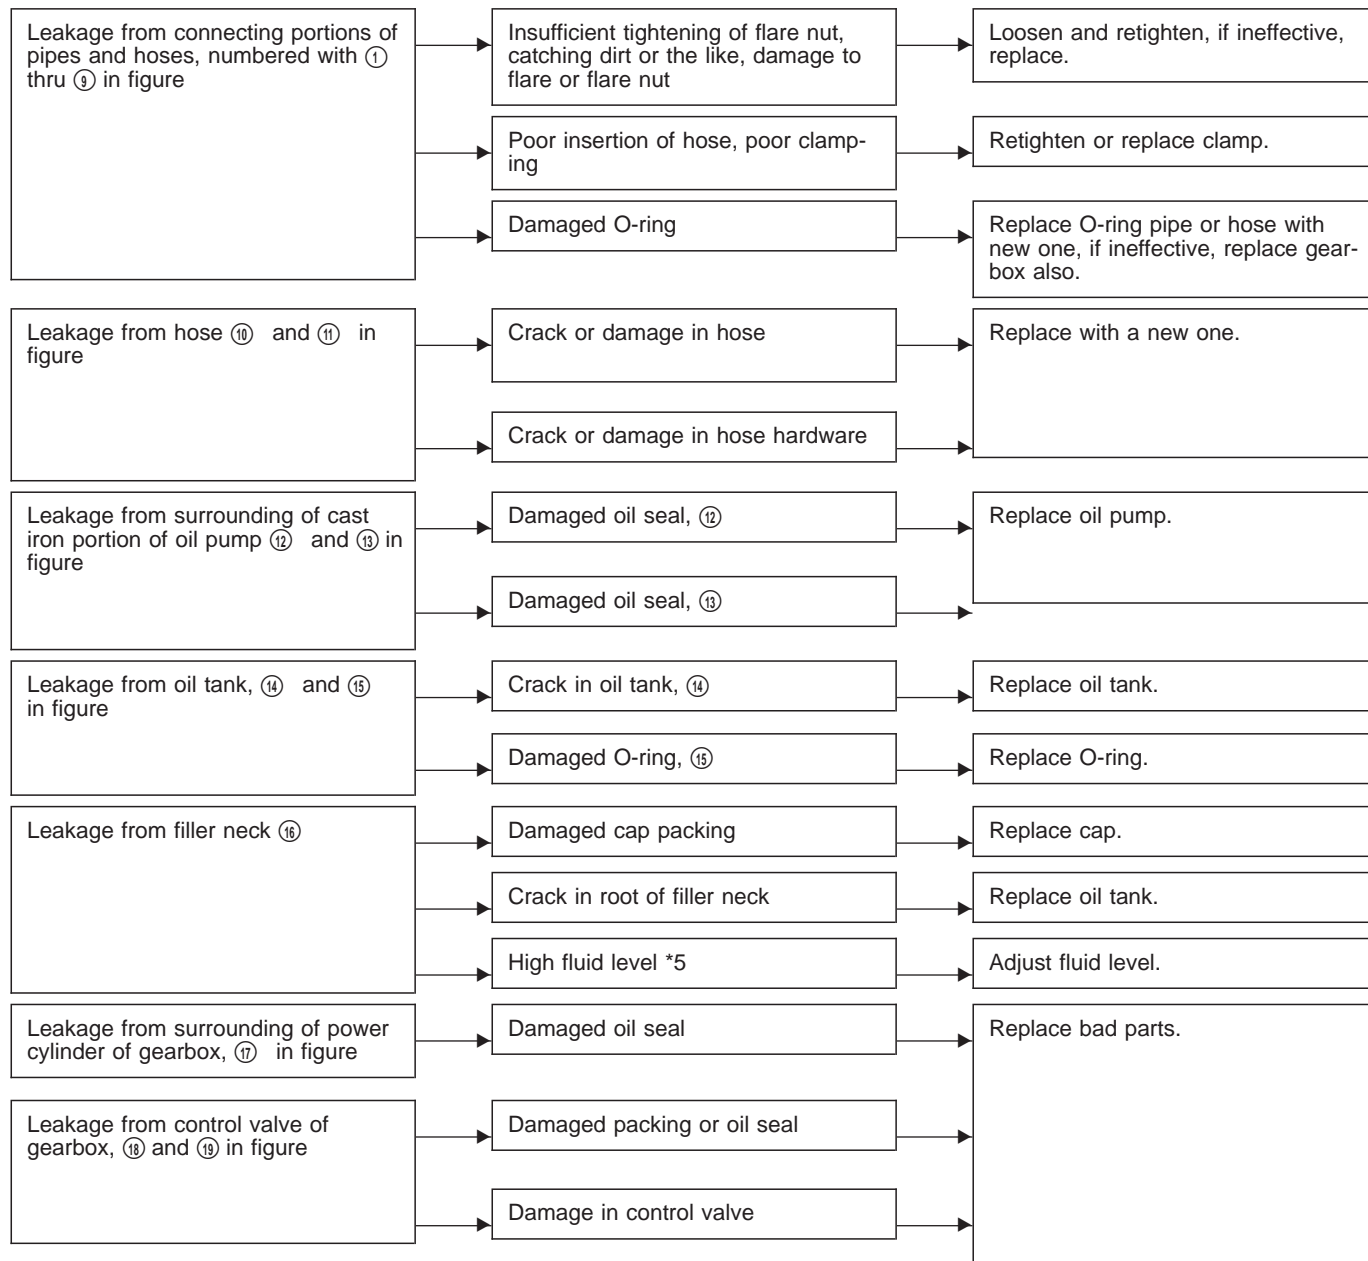 Leakage from connecting portions of
pipes and hoses, numbered with ①
thru ⑨ in figure
Insufficient tightening of flare nut,
catching dirt or the like, damage to
flare or flare nut
Loosen and retighten, if ineffective,
replace.
Poor insertion of hose, poor clamp-
ing
Retighten or replace clamp.
Damaged O-ring
Replace O-ring pipe or hose with
new one, if ineffective, replace gear-
box also.
Leakage from hose ⑩ and ⑪ in
figure
Crack or damage in hose
Replace with a new one.
Crack or damage in hose hardware
Leakage from surrounding of cast
iron portion of oil pump ⑫ and ⑬ in
figure
Damaged oil seal, ⑫
Replace oil pump.
Damaged oil seal, ⑬
Leakage from oil tank, ⑭ and ⑮
in figure
Crack in oil tank, ⑭
Replace oil tank.
Damaged O-ring, ⑮
Replace O-ring.
Leakage from filler neck ⑯
Damaged cap packing
Replace cap.
Crack in root of filler neck
Replace oil tank.
High fluid level *5
Adjust fluid level.
Leakage from surrounding of power
cylinder of gearbox, ⑰ in figure
Damaged oil seal
Replace bad parts.
Leakage from control valve of
gearbox, ⑱ and ⑲ in figure
Damaged packing or oil seal
Damage in control valve